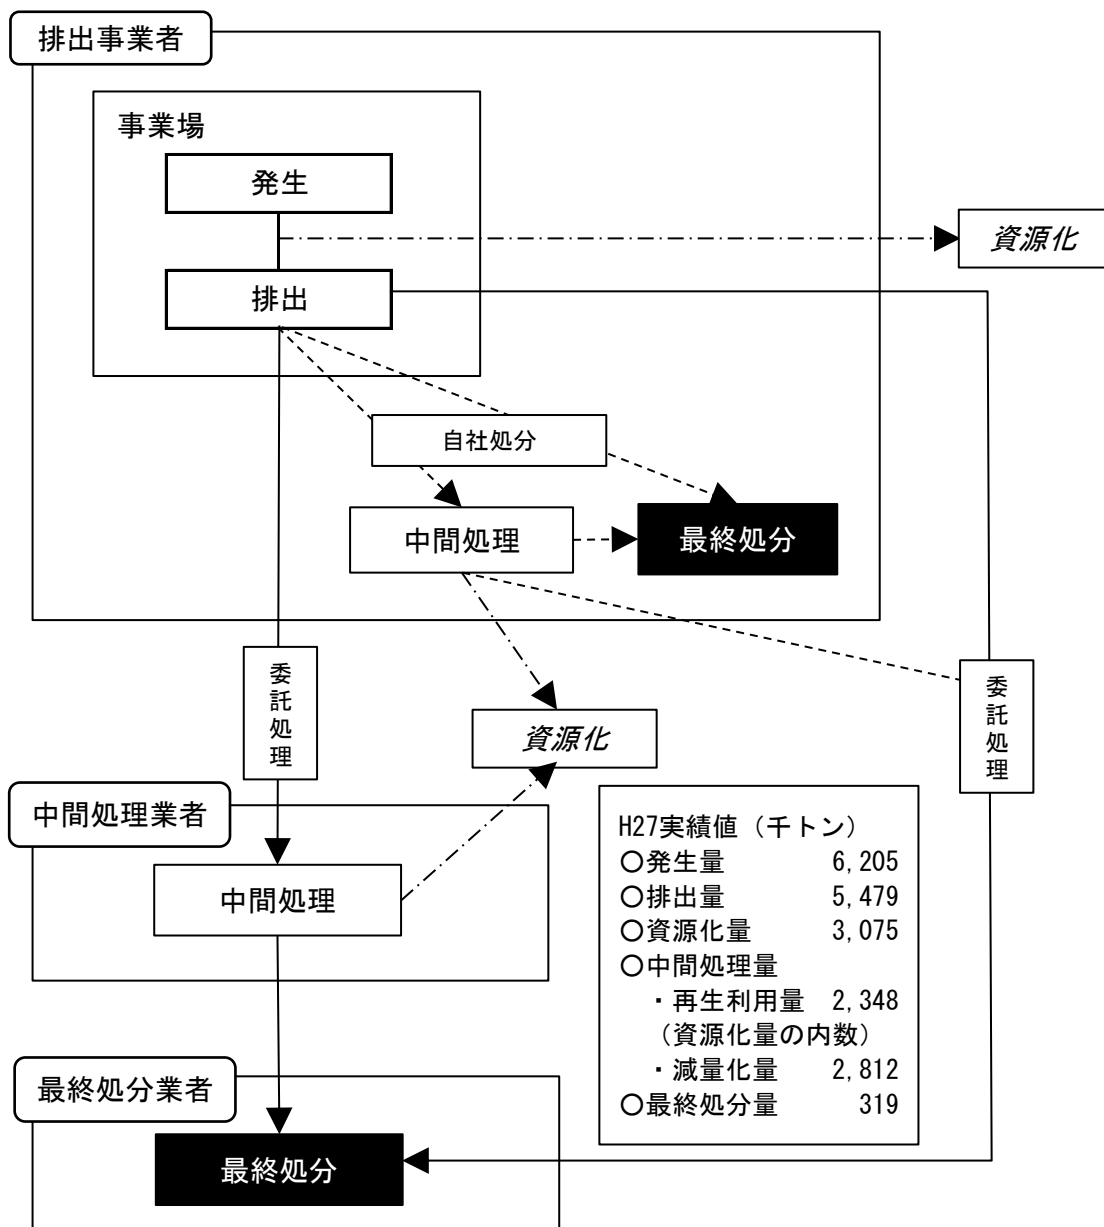 排出事業者
事業場
発生
資源化
排出
自社処分
中間処理
最終処分
委託処理
委託処理
資源化
中間処理業者
中間処理
H27実績値（千トン）
○発生量 6,205
○排出量 5,479
○資源化量 3,075
○中間処理量
・再生利用量 2,348
（資源化量の内数）
・減量化量 2,812
○最終処分量 319
最終処分業者
最終処分